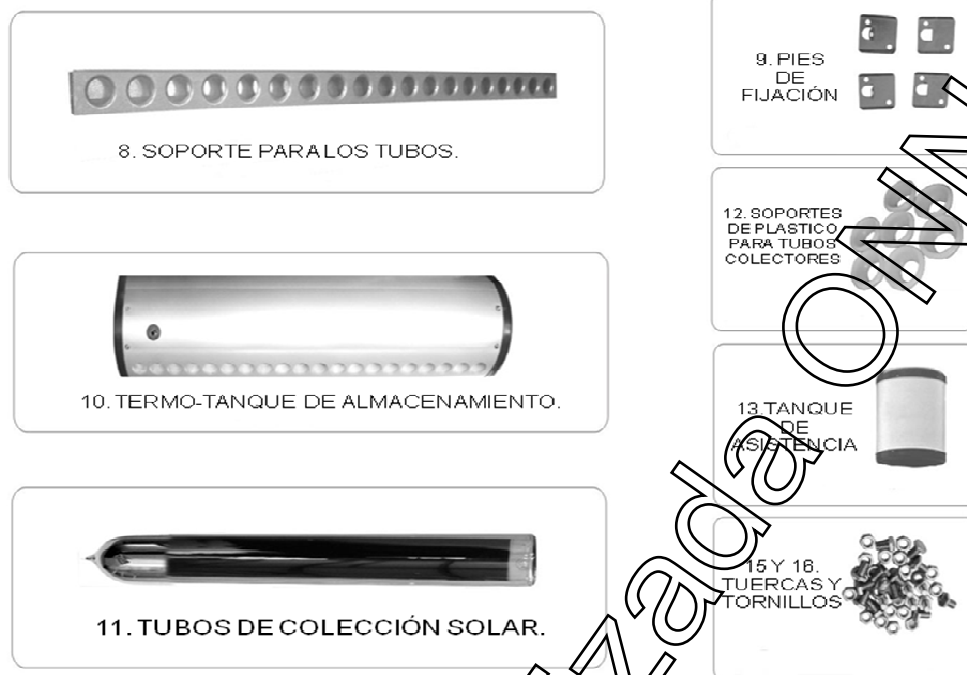 8. SOPORTE PARA LOS TUBOS.
9. PIES
DE
FIJACIÓN
12. SOPORTES
DE PLASTICO
PARA TUBOS
COLECTORES
10. TERMO-TANQUE DE ALMACENAMIENTO.
13. TANQUE
DE
ASISTENCIA
11. TUBOS DE COLECCIÓN SOLAR.
15 Y 16.
TUERCAS Y
TORNILLOS